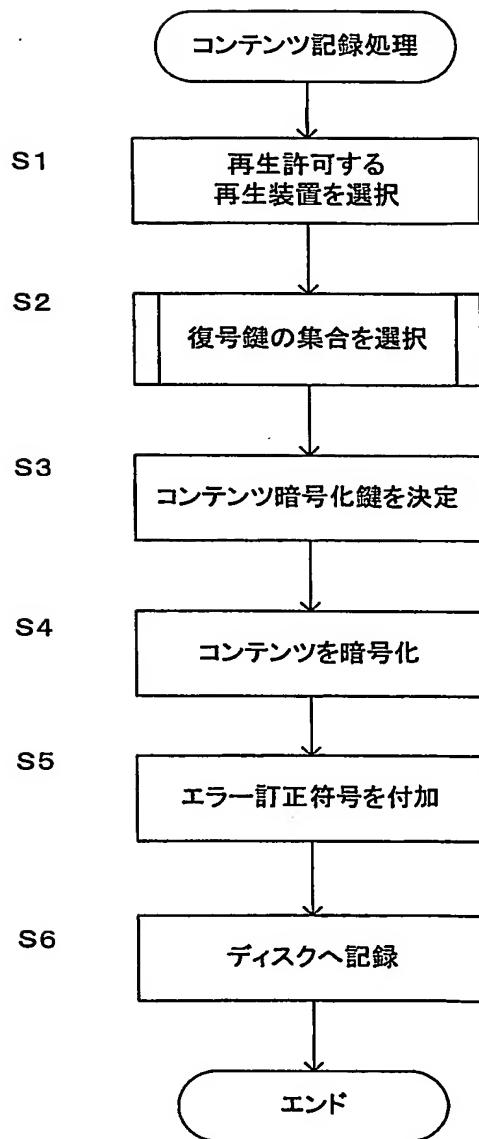 コンテンツ記録処理
S1
再生許可する
再生装置を選択
S2
復号鍵の集合を選択
S3
コンテンツ暗号化鍵を決定
S4
コンテンツを暗号化
S5
エラー訂正符号を付加
S6
ディスクへ記録
エンド